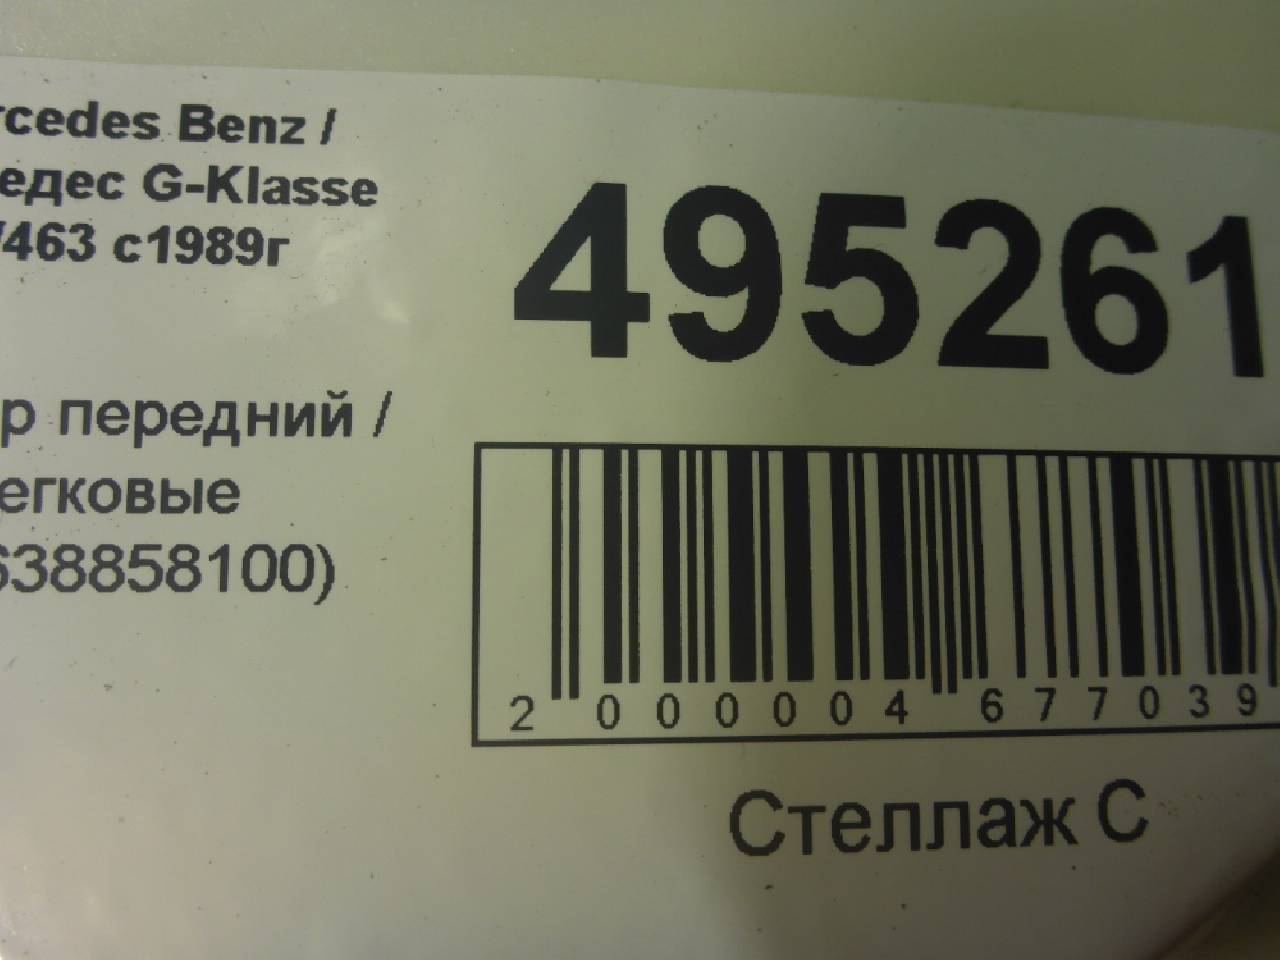 rcedes Benz /
едес G-Klasse
/463 с1989г
495261
р передний /
егковые
638858100)
2 000004 677039
Стеллаж С